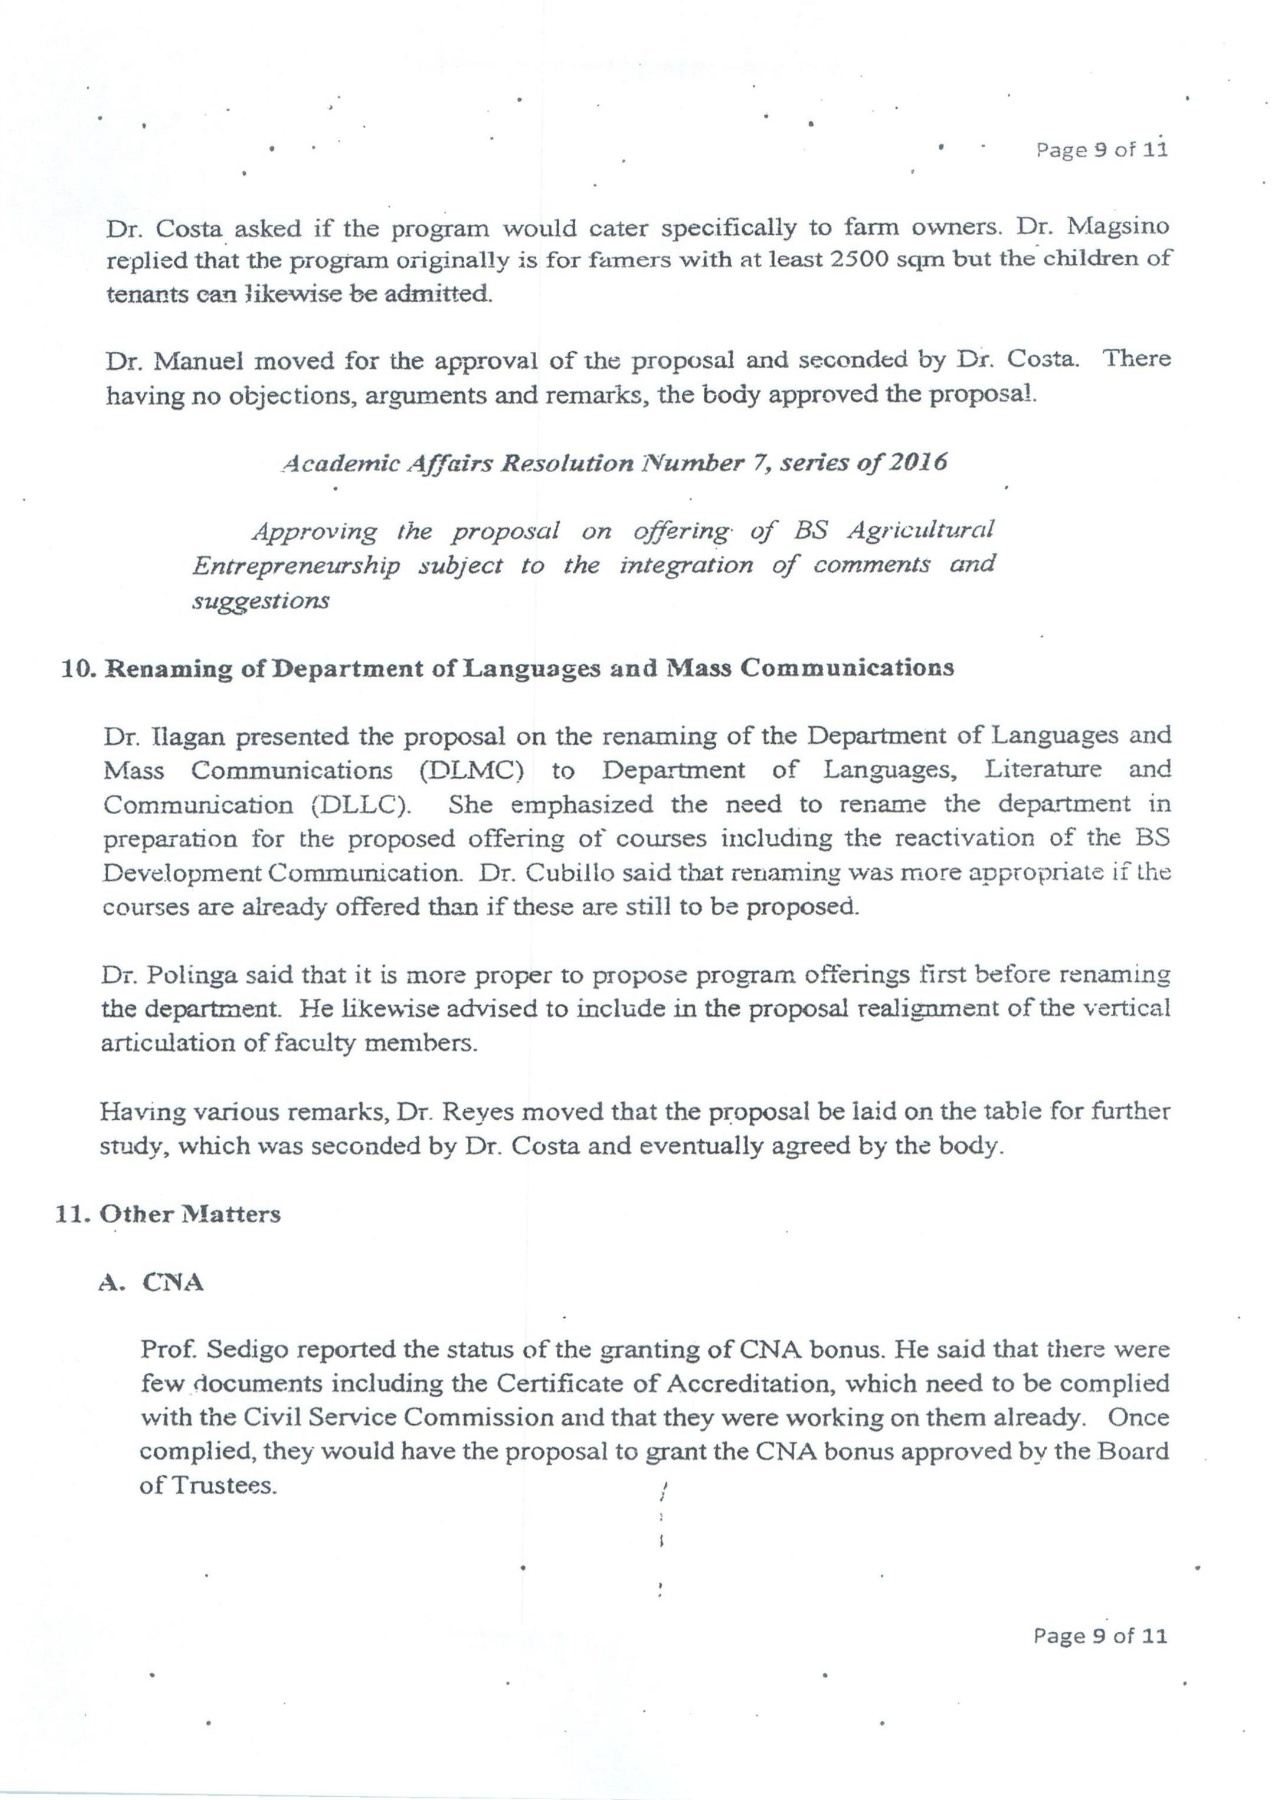 Page 9 of 11
Dr. Costa asked if the program would cater specifically to farm owners. Dr. Magsino
replied that the program originally is for famers with at least 2500 sqm but the children of
tenants can likewise be admitted.
Dr. Manuel moved for the approval of the proposal and seconded by Dr. Costa. There
having no objections, arguments and remarks, the body approved the proposal.
Academic Affairs Resolution Number 7, series of 2016
Approving the proposal on offering of BS Agricultural
Entrepreneurship subject to the integration of comments and
suggestions
10. Renaming of Department of Languages and Mass Communications
Dr. Ilagan presented the proposal on the renaming of the Department of Languages and
Mass Communications (DLMC) to Department of Languages, Literature and
Communication (DLLC). She emphasized the need to rename the department in
preparation for the proposed offering of courses including the reactivation of the BS
Development Communication. Dr. Cubillo said that renaming was more appropriate if the
courses are already offered than if these are still to be proposed.
Dr. Polinga said that it is more proper to propose program offerings first before renaming
the department. He likewise advised to include in the proposal realignment of the vertical
articulation of faculty members.
Having various remarks, Dr. Reyes moved that the proposal be laid on the table for further
study, which was seconded by Dr. Costa and eventually agreed by the body.
11. Other Matters
A. CNA
Prof. Sedigo reported the status of the granting of CNA bonus. He said that there were
few documents including the Certificate of Accreditation, which need to be complied
with the Civil Service Commission and that they were working on them already. Once
complied, they would have the proposal to grant the CNA bonus approved by the Board
of Trustees.
Page 9 of 11